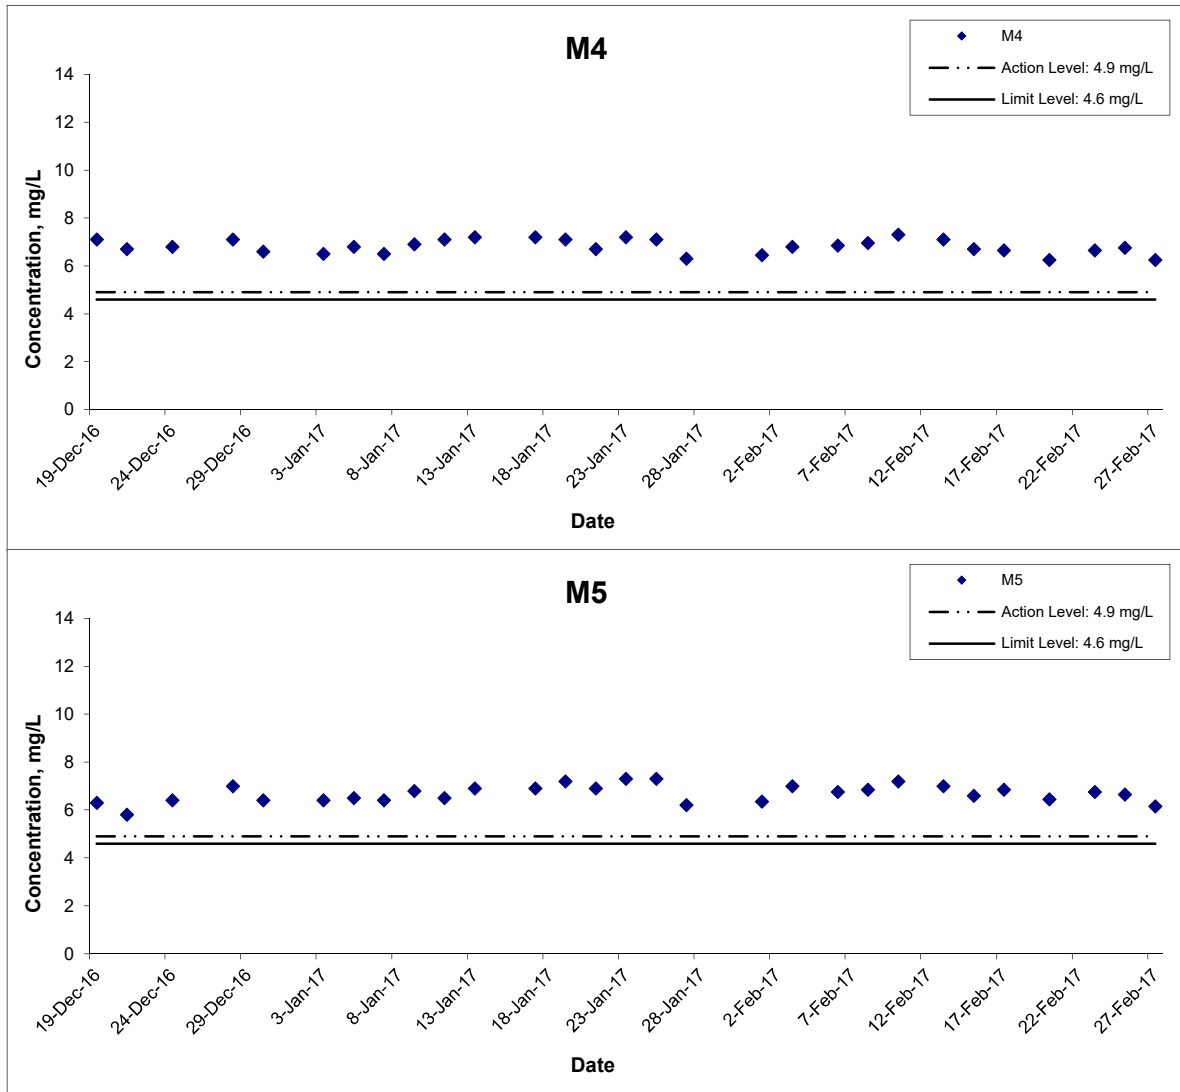 M4
M4
Action Level: 4.9 mg/L
Limit Level: 4.6 mg/L
14
12
10
8
6
4
2
0
Concentration, mg/L
19-Dec-16
24-Dec-16
29-Dec-16
3-Jan-17
8-Jan-17
13-Jan-17
18-Jan-17
23-Jan-17
28-Jan-17
2-Feb-17
7-Feb-17
12-Feb-17
17-Feb-17
22-Feb-17
27-Feb-17
Date
M5
M5
Action Level: 4.9 mg/L
Limit Level: 4.6 mg/L
14
12
10
8
6
4
2
0
Concentration, mg/L
19-Dec-16
24-Dec-16
29-Dec-16
3-Jan-17
8-Jan-17
13-Jan-17
18-Jan-17
23-Jan-17
28-Jan-17
2-Feb-17
7-Feb-17
12-Feb-17
17-Feb-17
22-Feb-17
27-Feb-17
Date